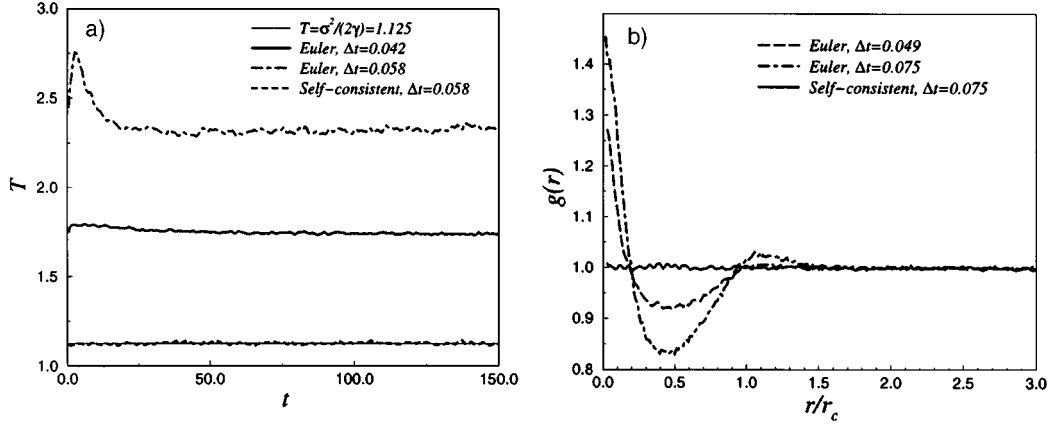 a)
T=σ²/(2γ)=1.125
Euler, Δt=0.042
Euler, Δt=0.058
Self-consistent, Δt=0.058
3.0
2.5
2.0
1.5
1.0
T
0.0
50.0
100.0
150.0
t
b)
Euler, Δt=0.049
Euler, Δt=0.075
Self-consistent, Δt=0.075
1.4
1.3
1.2
1.1
1.0
0.9
0.8
g(r)
0.0
0.5
1.0
1.5
2.0
2.5
3.0
r/r_c